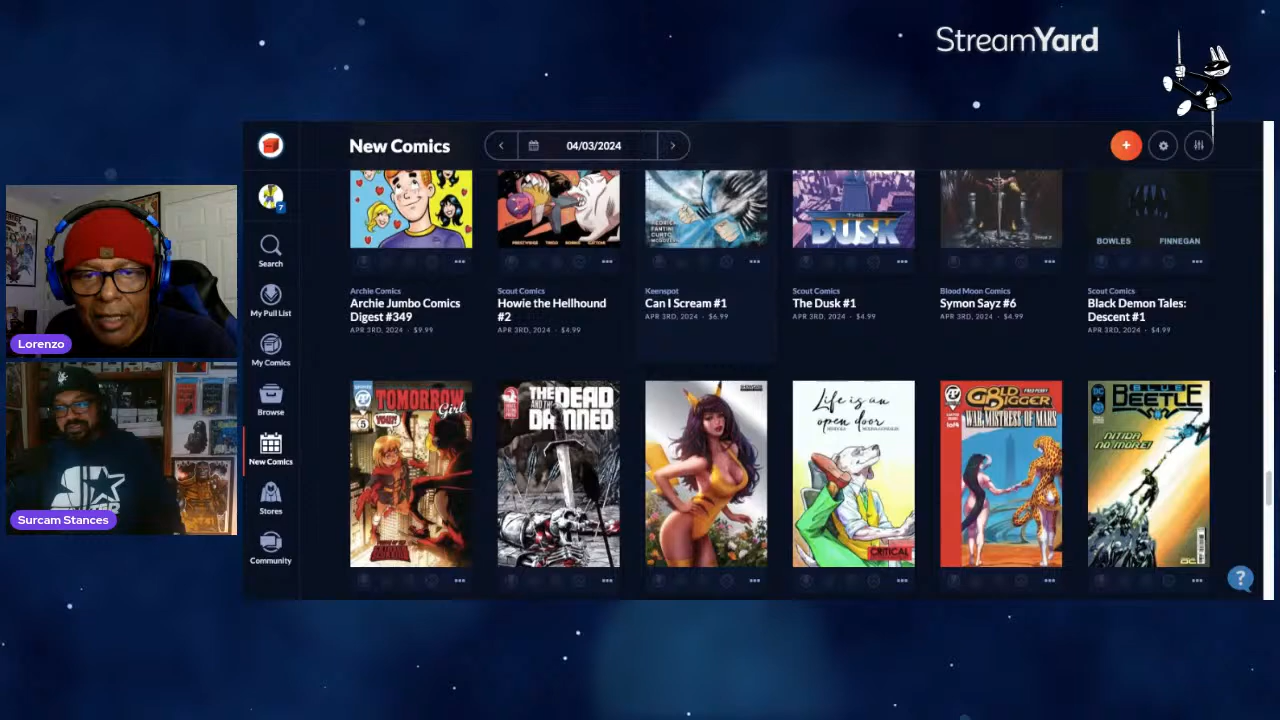 StreamYard
New Comics
04/03/2024
7
Search
My Pull List
My Comics
Browse
New Comics
Stores
Community
Lorenzo
Surcam Stances
THE
DUSK
BOWLES FINNEGAN
Archie Comics
Archie Jumbo Comics
Digest #349
APR 3RD, 2024 · $9.99
Scout Comics
Howie the Hellhound
#2
APR 3RD, 2024 · $4.99
Keenspot
Can I Scream #1
APR 3RD, 2024 · $6.99
Scout Comics
The Dusk #1
APR 3RD, 2024 · $4.99
Blood Moon Comics
Symon Sayz #6
APR 3RD, 2024 · $4.99
Scout Comics
Black Demon Tales:
Descent #1
APR 3RD, 2024 · $4.99
TOMORROW
Girl
THE DEAD
AND THE
DAMNED
Life is an
open door
CRITICAL
GOLD
DIGGER
WAR MISTRESS OF MARS
DC
BLUE
BEETLE
NITIDA
NO MORE!
?